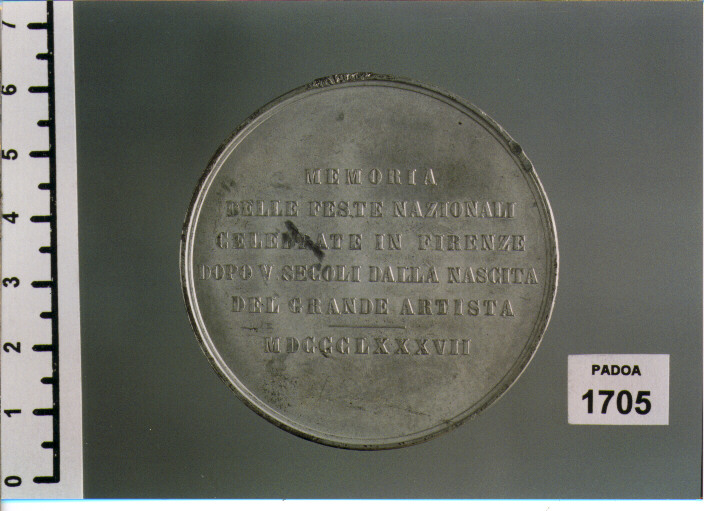 7
6
5
4
3
2
1
0
MEMORIA
DELLE FESTE NAZIONALI
CELEBRATE IN FIRENZE
DOPO V SECOLI DALLA NASCITA
DEL GRANDE ARTISTA
MDCCCLXXXVII
PADOA
1705